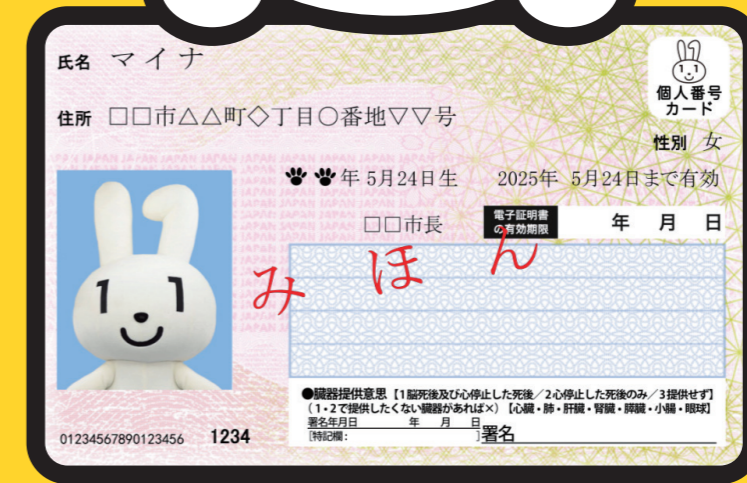 氏名 マイナ
個人番号
カード
住所 □□市△△町◇丁目○番地▽▽号
性別 女
年 5月24日生 2025年 5月24日まで有効
□□市長
電子証明書
の有効期限
年 月 日
みほん
●臓器提供意思【1脳死後及び心停止した死後／2心停止した死後のみ／3提供せず】
（1・2で提供したくない臓器があれば×）【心臓・肺・肝臓・腎臓・膵臓・小腸・眼球】
署名年月日 年 月 日
[特記欄： ]署名
01234567890123456 1234